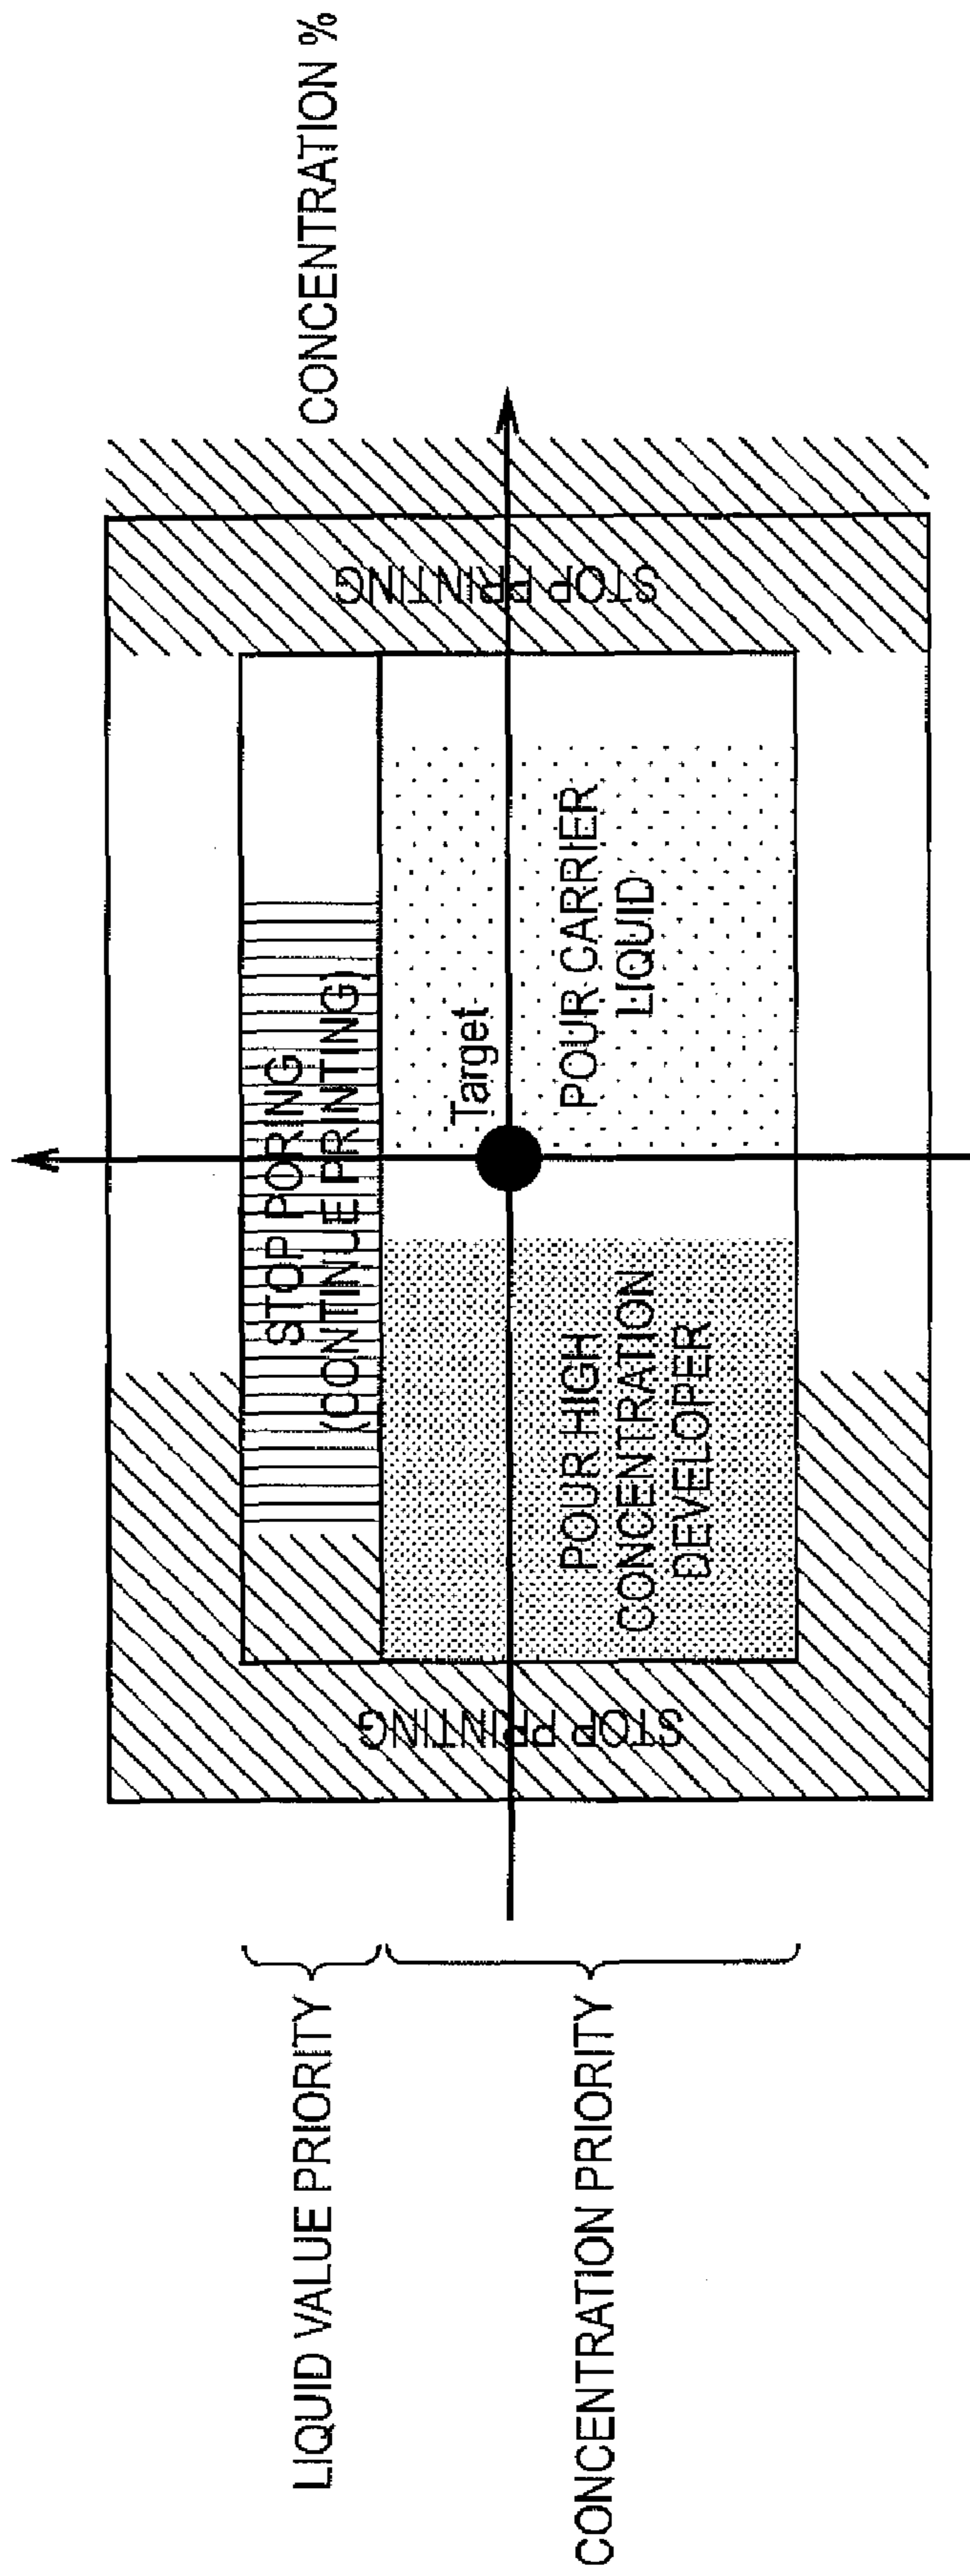 CONCENTRATION %
STOP PRINTING
STOP PORING
(CONTINUE PRINTING)
Target
POUR CARRIER
LIQUID
POUR HIGH
CONCENTRATION
DEVELOPER
STOP PRINTING
LIQUID VALUE PRIORITY
CONCENTRATION PRIORITY